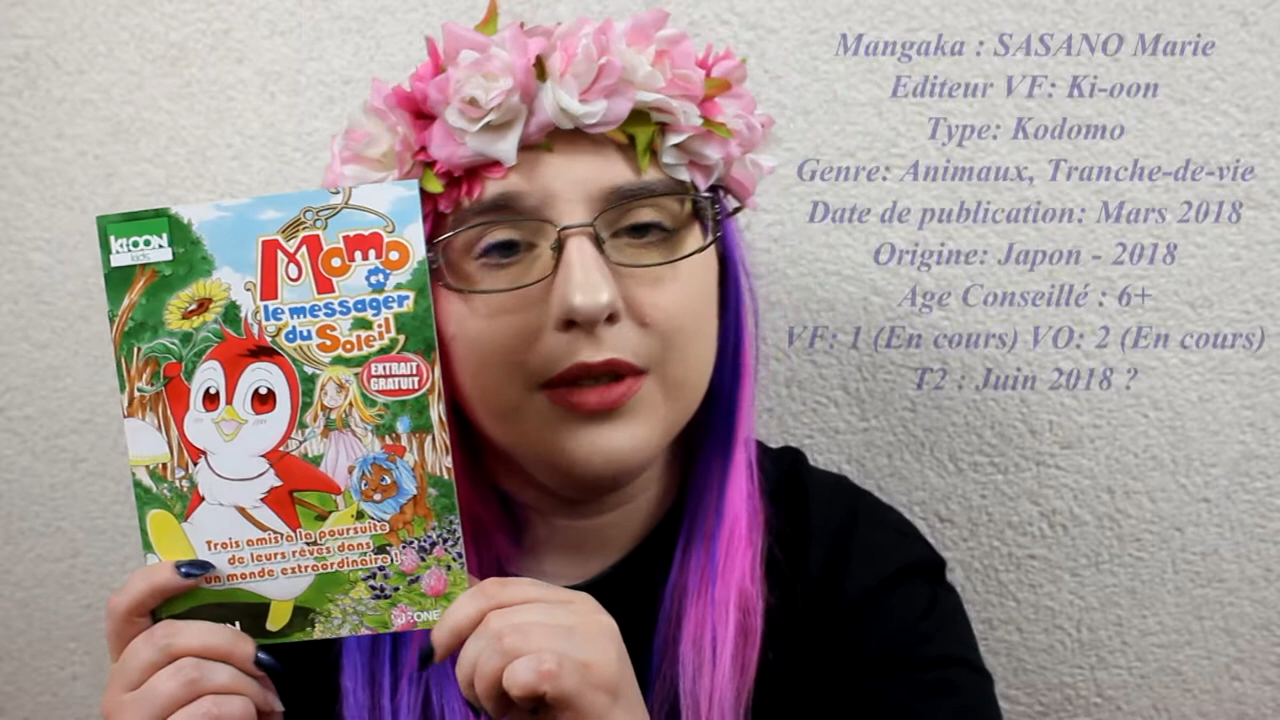 KI-OON
kids
Momo
et
le messager
du Soleil
EXTRAIT
GRATUIT
Trois amis à la poursuite
de leurs rêves dans
un monde extraordinaire !
Mangaka : SASANO Marie
Editeur VF: Ki-oon
Type: Kodomo
Genre: Animaux, Tranche-de-vie
Date de publication: Mars 2018
Origine: Japon - 2018
Age Conseillé : 6+
VF: 1 (En cours) VO: 2 (En cours)
T2 : Juin 2018 ?